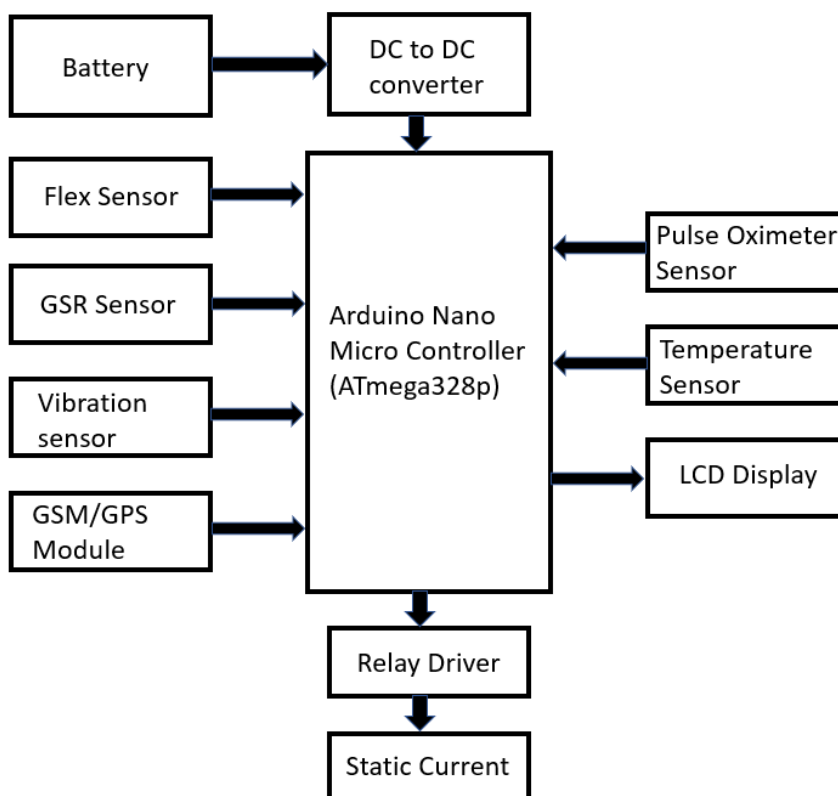 Battery
DC to DC
converter
Flex Sensor
GSR Sensor
Vibration
sensor
GSM/GPS
Module
Arduino Nano
Micro Controller
(ATmega328p)
Pulse Oximeter
Sensor
Temperature
Sensor
LCD Display
Relay Driver
Static Current